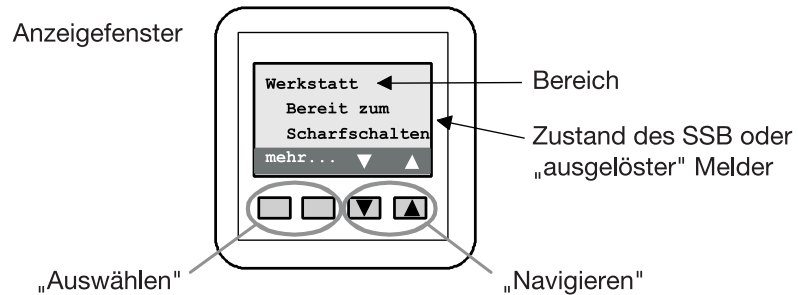 Anzeigefenster
Werkstatt
Bereit zum
Scharfschalten
mehr... ▼ ▲
▼ ▲
Bereich
Zustand des SSB oder
„ausgelöster" Melder
„Auswählen"
„Navigieren"